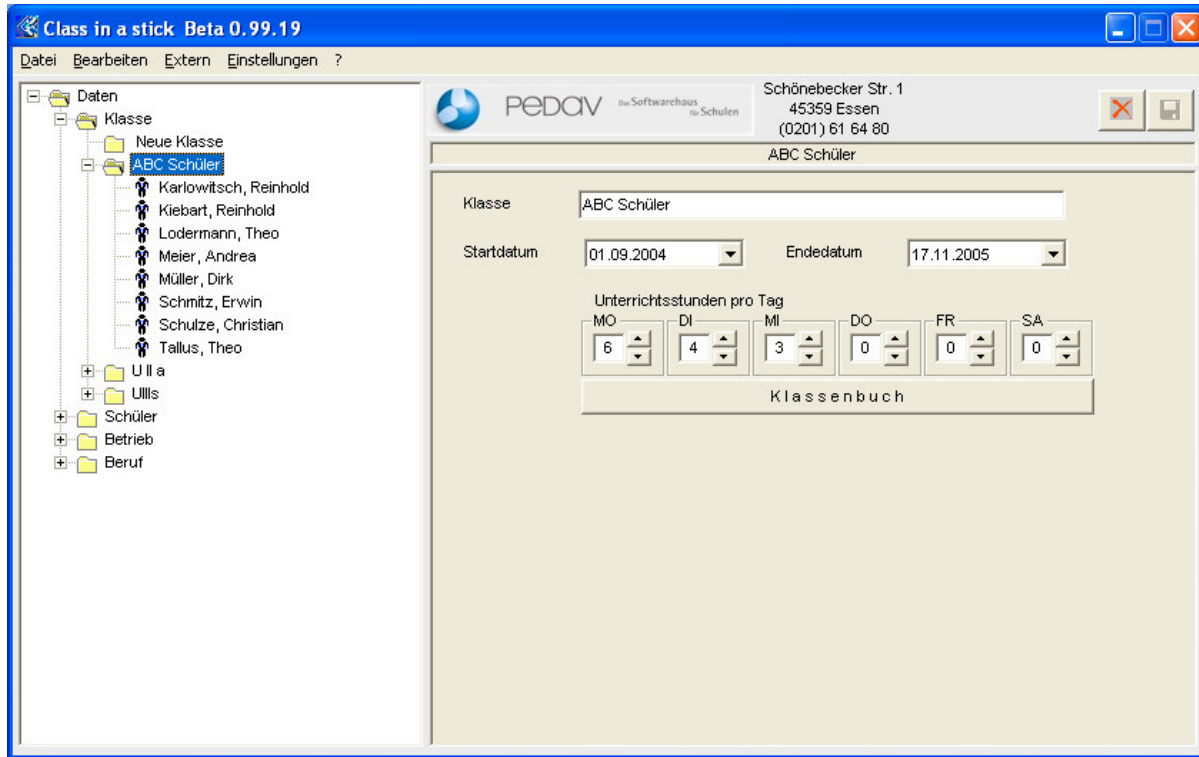 Class in a stick Beta 0.99.19
Datei Bearbeiten Extern Einstellungen ?
Daten
Klasse
Neue Klasse
ABC Schüler
Karlowitsch, Reinhold
Kiebart, Reinhold
Lodermann, Theo
Meier, Andrea
Müller, Dirk
Schmitz, Erwin
Schulze, Christian
Tallus, Theo
U ll a
Ullls
Schüler
Betrieb
Beruf
PEDAV Das Softwarehaus
für Schulen
Schönebecker Str. 1
45359 Essen
(0201) 61 64 80
ABC Schüler
Klasse ABC Schüler
Startdatum 01.09.2004 Endedatum 17.11.2005
Unterrichtsstunden pro Tag
MO DI MI DO FR SA
6 4 3 0 0 0
Klassenbuch